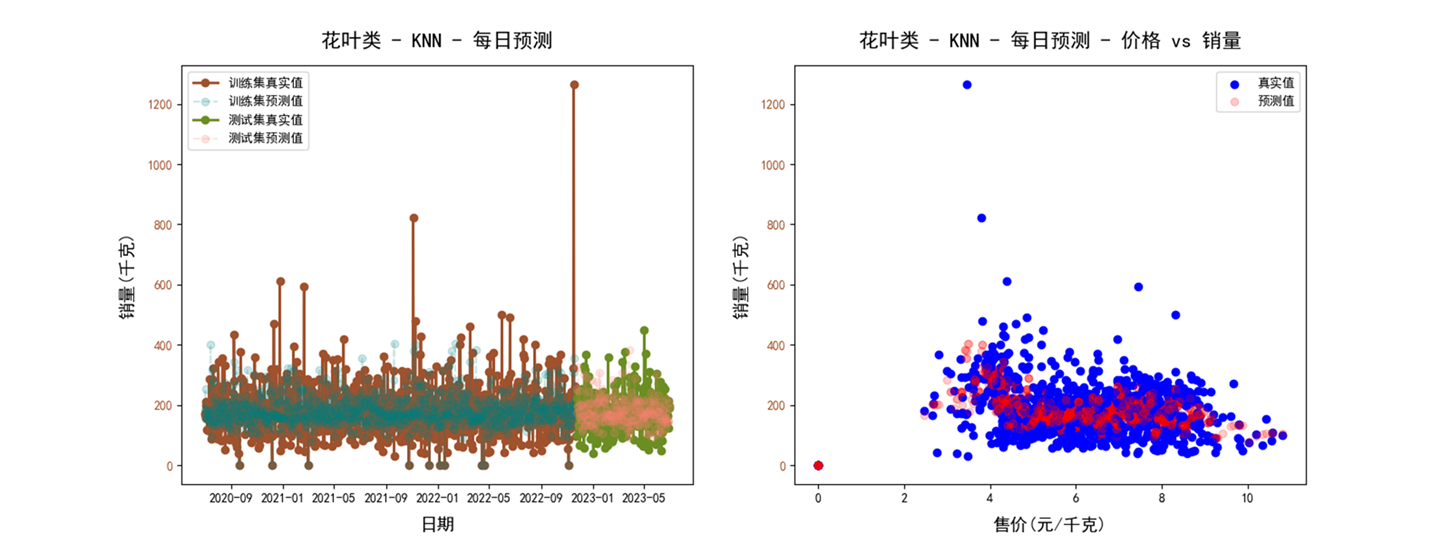 花叶类 - KNN - 每日预测
训练集真实值
训练集预测值
测试集真实值
测试集预测值
1200
1000
800
600
400
200
0
销量(千克)
2020-09 2021-01 2021-05 2021-09 2022-01 2022-05 2022-09 2023-01 2023-05
日期
花叶类 - KNN - 每日预测 - 价格 vs 销量
真实值
预测值
1200
1000
800
600
400
200
0
销量(千克)
0 2 4 6 8 10
售价(元/千克)